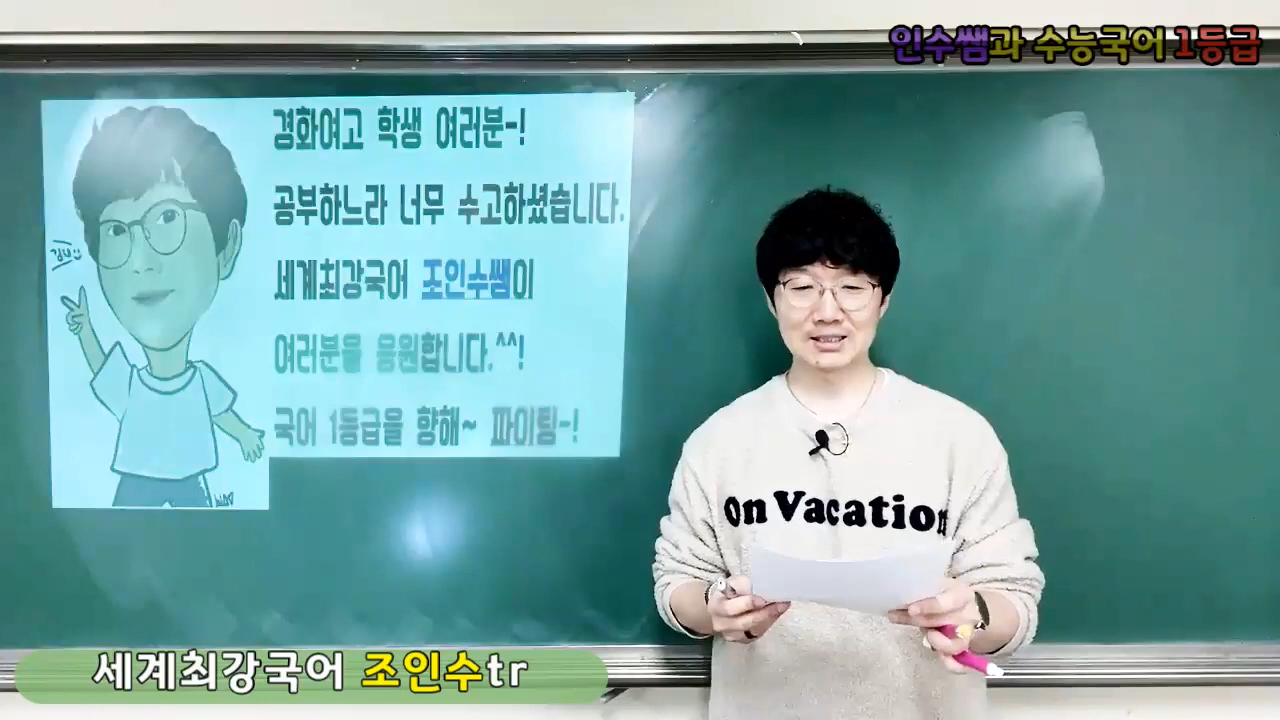 인수쌤과 수능국어 1등급
경화여고 학생 여러분~!
공부하느라 너무 수고하셨습니다.
세계최강국어 조인수쌤이
여러분을 응원합니다.^^!
국어 1등급을 향해~ 파이팅~!
On Vacation
세계최강국어 조인수tr